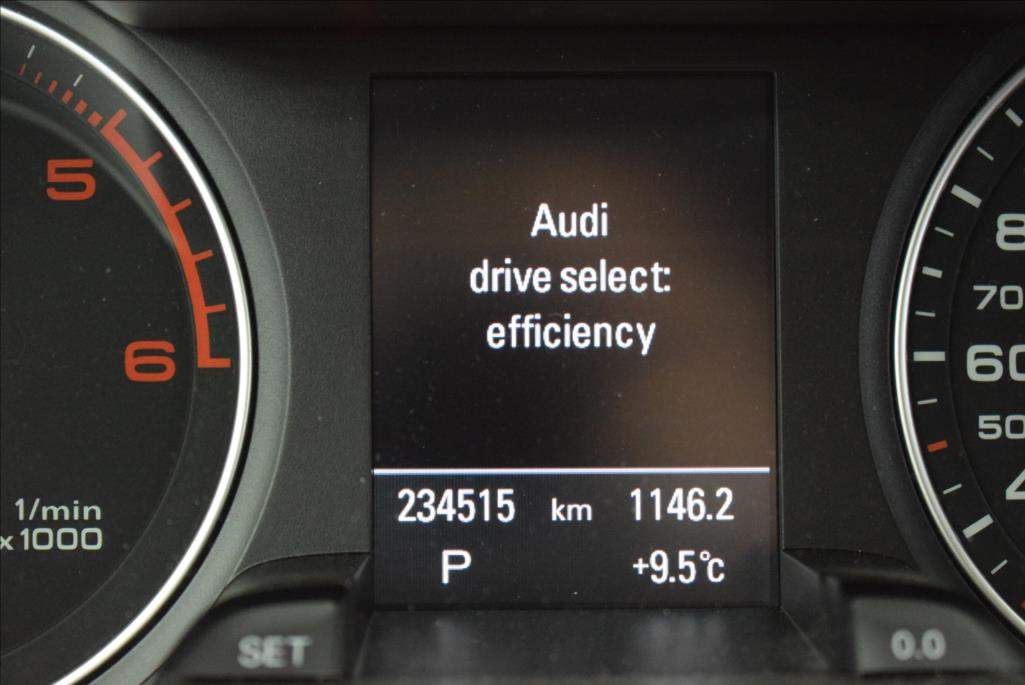 5
6
1/min
x 1000
Audi
drive select:
efficiency
234515 km 1146.2
P +9.5°C
SET
0.0
70
60
50